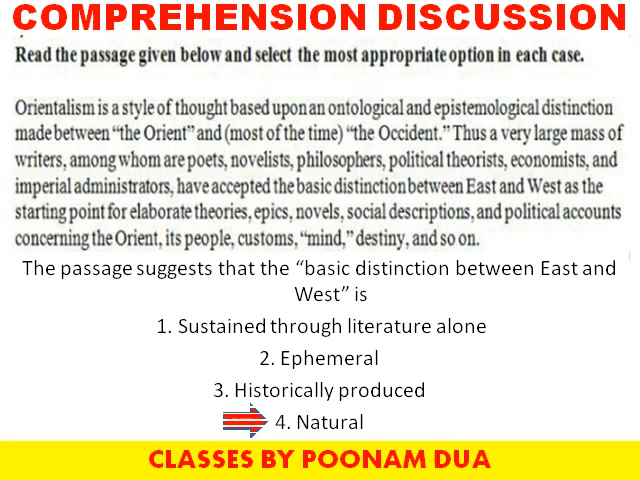 COMPREHENSION DISCUSSION
Read the passage given below and select the most appropriate option in each case.
Orientalism is a style of thought based upon an ontological and epistemological distinction
made between “the Orient” and (most of the time) “the Occident.” Thus a very large mass of
writers, among whom are poets, novelists, philosophers, political theorists, economists, and
imperial administrators, have accepted the basic distinction between East and West as the
starting point for elaborate theories, epics, novels, social descriptions, and political accounts
concerning the Orient, its people, customs, “mind,” destiny, and so on.
The passage suggests that the “basic distinction between East and
West” is
1. Sustained through literature alone
2. Ephemeral
3. Historically produced
4. Natural
CLASSES BY POONAM DUA